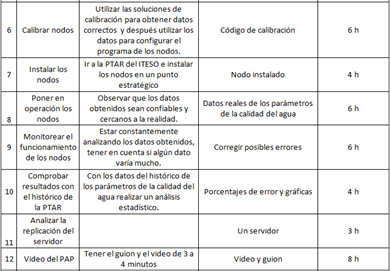 Utilizar las soluciones de
calibración para obtener datos
6 Calibrar nodos correctos y después utilizar los Código de calibración 6 h
datos para configurar el
programa de los nodos.
7 Instalar los nodos Ir a la PTAR del ITESO e instalar los nodos en un punto estratégico Nodo instalado 4 h
8 Poner en operación los nodos Observar que los datos obtenidos sean confiables y cercanos a la realidad. Datos reales de los parámetros de la calidad del agua 6 h
9 Monitorear el funcionamiento de los nodos Estar constantemente analizando los datos obtenidos, tener en cuenta si algún dato varía mucho. Corregir posibles errores 6 h
10 Comprobar resultados con el histórico de la PTAR Con los datos del histórico de los parámetros de la calidad del agua realizar un análisis estadístico. Porcentajes de error y gráficas 4 h
11 Analizar la replicación del servidor Un servidor 3 h
12 Video del PAP Tener el guion y el video de 3 a 4 minutos Video y guion 8 h